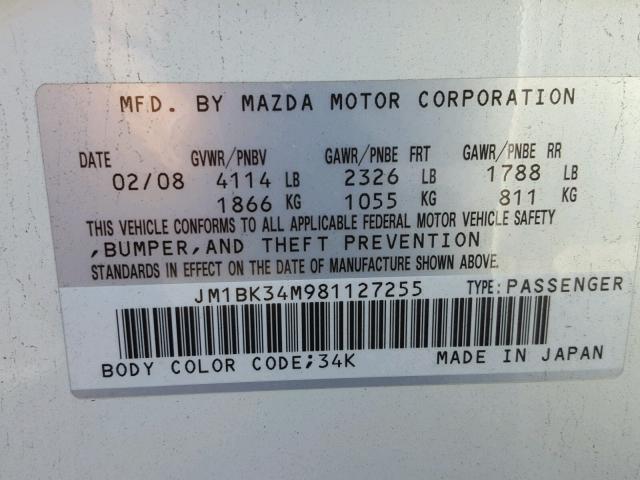 MFD. BY MAZDA MOTOR CORPORATION
DATE GVWR/PNBV GAWR/PNBE FRT GAWR/PNBE RR
02/08 4114 LB 2326 LB 1788 LB
1866 KG 1055 KG 811 KG
THIS VEHICLE CONFORMS TO ALL APPLICABLE FEDERAL MOTOR VEHICLE SAFETY
,BUMPER,AND THEFT PREVENTION
STANDARDS IN EFFECT ON THE DATE OF MANUFACTURE SHOWN ABOVE.
JM1BK34M981127255 TYPE:PASSENGER
BODY COLOR CODE;34K MADE IN JAPAN